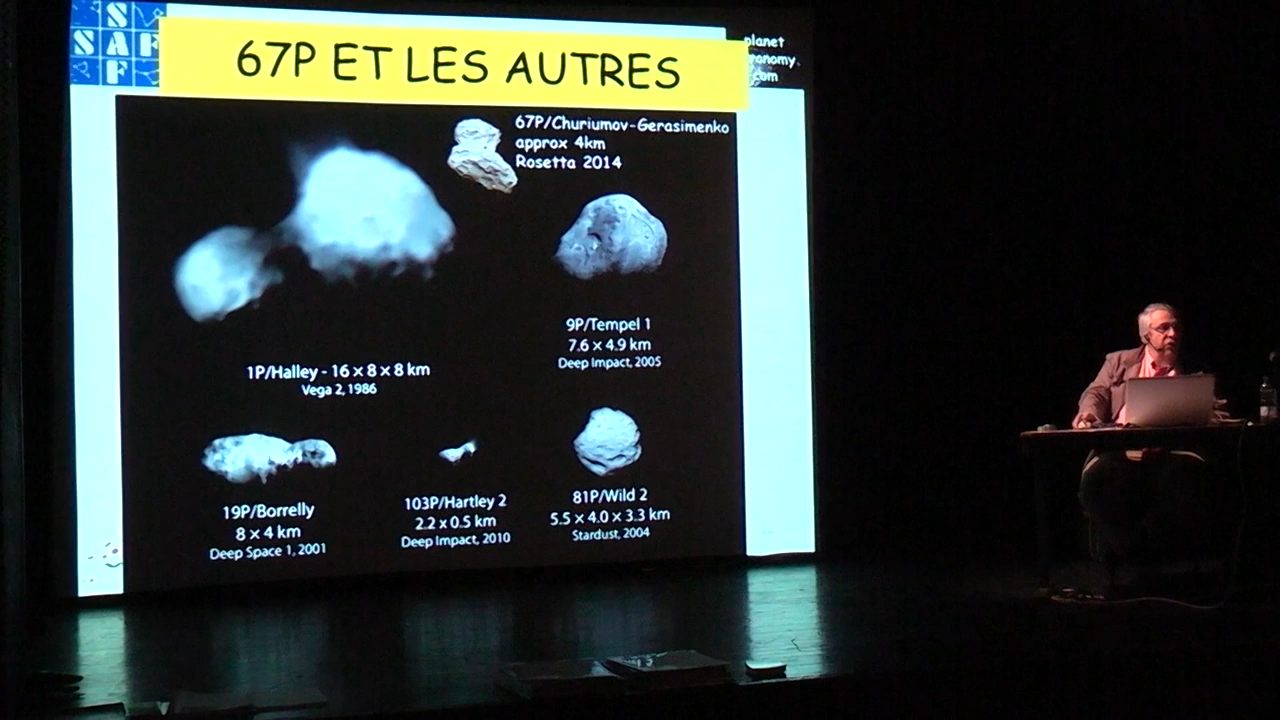 S
SAF
F
67P ET LES AUTRES
planet
ronomy.
com
67P/Churiumov-Gerasimenko
approx 4km
Rosetta 2014
9P/Tempel 1
7.6 x 4.9 km
Deep Impact, 2005
1P/Halley - 16 x 8 x 8 km
Vega 2, 1986
19P/Borrelly
8 x 4 km
Deep Space 1, 2001
103P/Hartley 2
2.2 x 0.5 km
Deep Impact, 2010
81P/Wild 2
5.5 x 4.0 x 3.3 km
Stardust, 2004